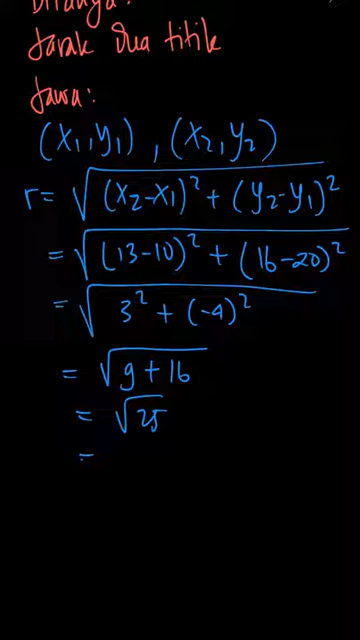 Ditanya:
Jarak dua titik
Jawab:
(x₁, y₁), (x₂, y₂)
r = √((x₂-x₁)² + (y₂-y₁)²)
= √((13-10)² + (16-20)²)
= √(3² + (-4)²)
= √(9 + 16)
= √25
=